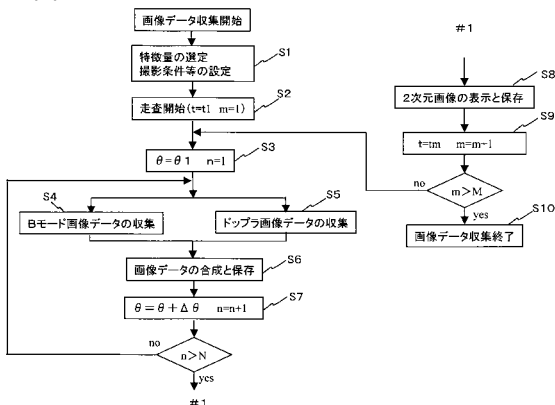 画像データ収集開始
特徴量の選定
撮影条件等の設定
S1
走査開始(t=t1 m=1)
S2
θ=θ1 n=1
S3
S4
Bモード画像データの収集
S5
ドップラ画像データの収集
画像データの合成と保存
S6
θ=θ+Δθ n=n+1
S7
no
n>N
yes
#1
#1
S8
2次元画像の表示と保存
S9
t=tm m=m+1
no
m>M
yes
S10
画像データ収集終了